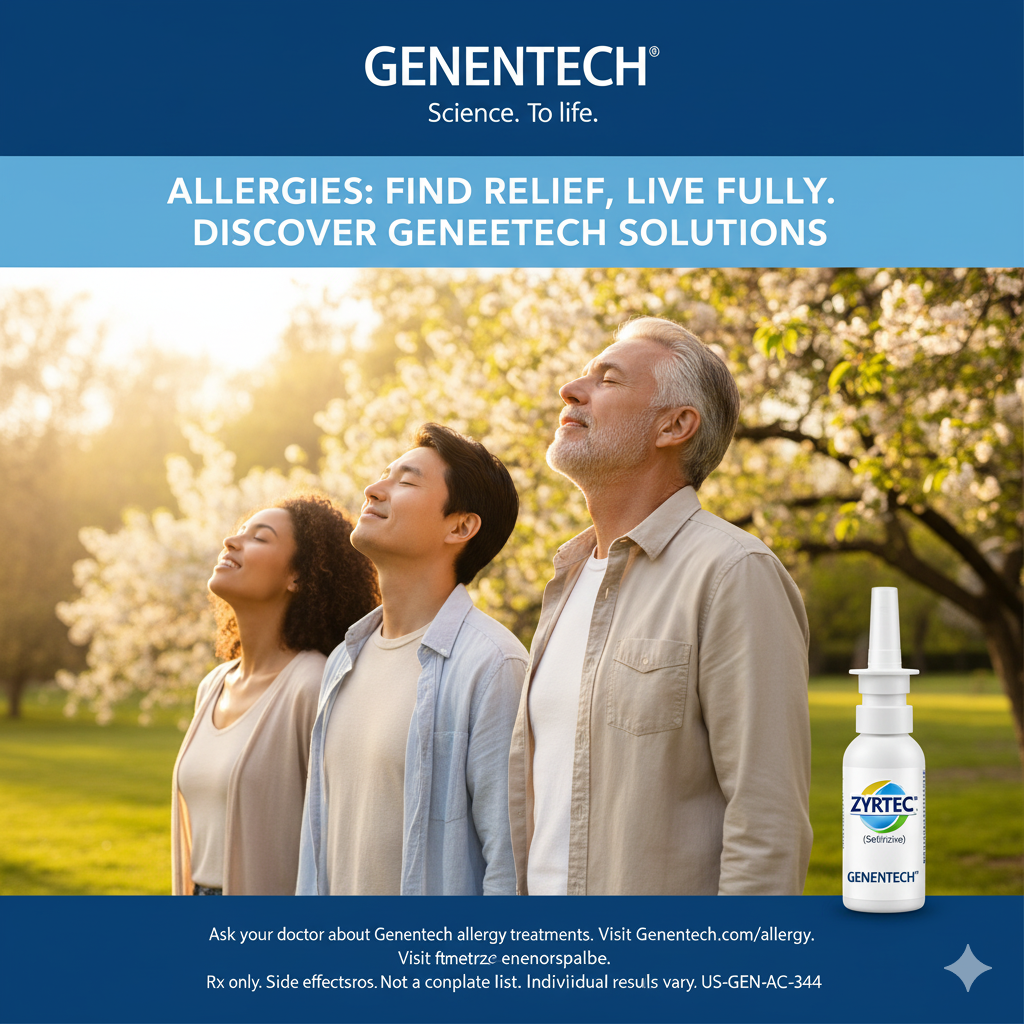 GENENTECH®
Science. To life.
ALLERGIES: FIND RELIEF, LIVE FULLY.
DISCOVER GENEETECH SOLUTIONS
ZYRTEC®
GENENTECH®
Ask your doctor about Genentech allergy treatments. Visit Genentech.com/allergy.
Visit enenorspalbe.
Rx only. Side effectsros. Not a conplate list. Indiviidual resuls vary. US-GEN-AC-344